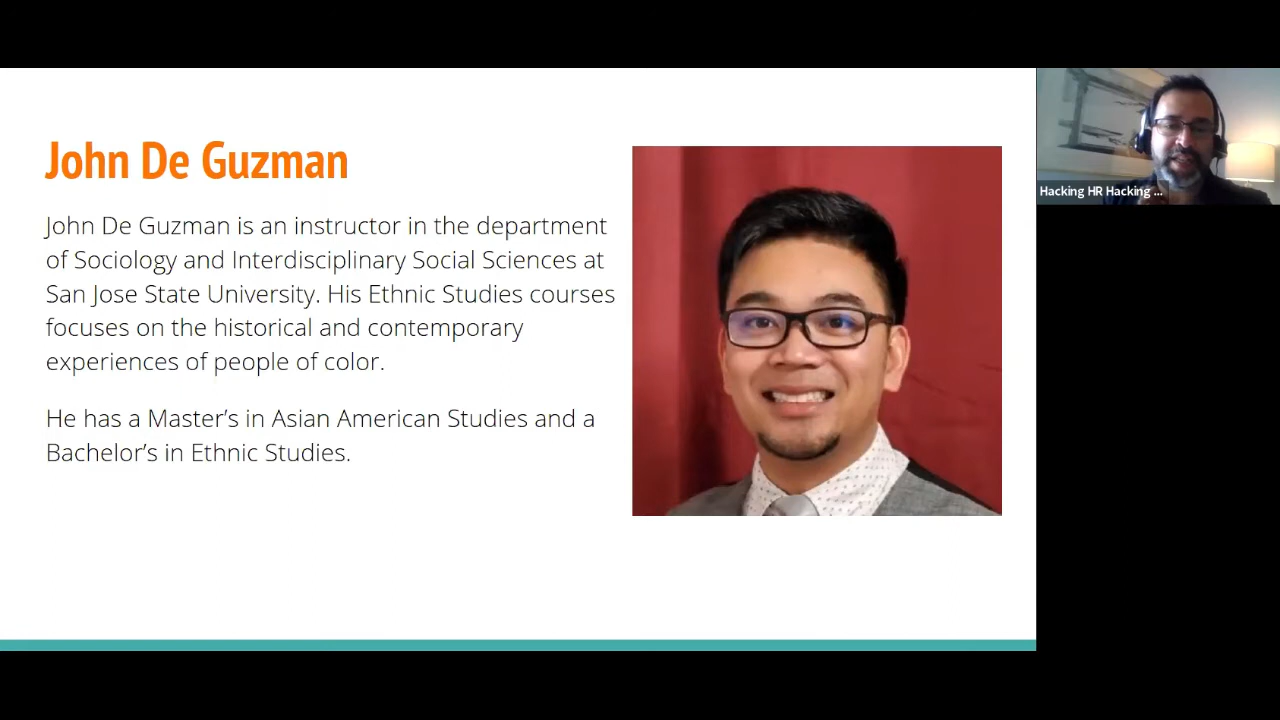 John De Guzman
John De Guzman is an instructor in the department
of Sociology and Interdisciplinary Social Sciences at
San Jose State University. His Ethnic Studies courses
focuses on the historical and contemporary
experiences of people of color.
He has a Master’s in Asian American Studies and a
Bachelor’s in Ethnic Studies.
Hacking HR Hacking ...